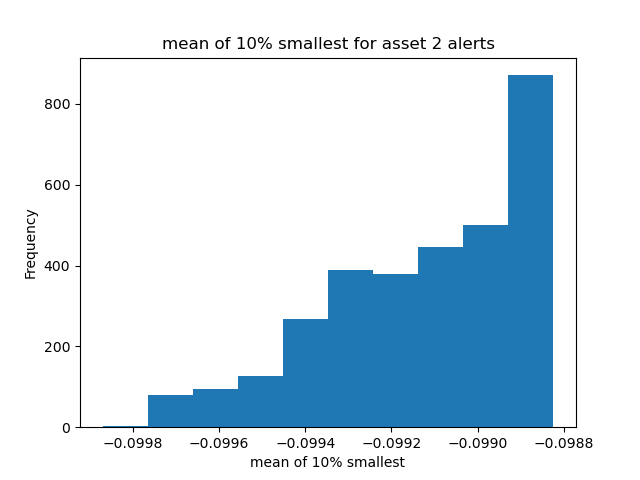 mean of 10% smallest for asset 2 alerts
Frequency
800
600
400
200
0
−0.0998 −0.0996 −0.0994 −0.0992 −0.0990 −0.0988
mean of 10% smallest